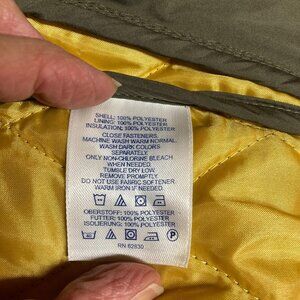 SHELL: 100% POLYESTER
LINING: 100% POLYESTER
INSULATION: 100% POLYESTER
CLOSE FASTENERS.
MACHINE WASH WARM NORMAL.
WASH DARK COLORS
SEPARATELY.
ONLY NON-CHLORINE BLEACH
WHEN NEEDED.
TUMBLE DRY LOW.
REMOVE PROMPTLY.
DO NOT USE FABRIC SOFTENER.
WARM IRON IF NEEDED.
OBERSTOFF: 100% POLYESTER
FUTTER: 100% POLYESTER
ISOLIERUNG: 100% POLYESTER
P
RN 62830